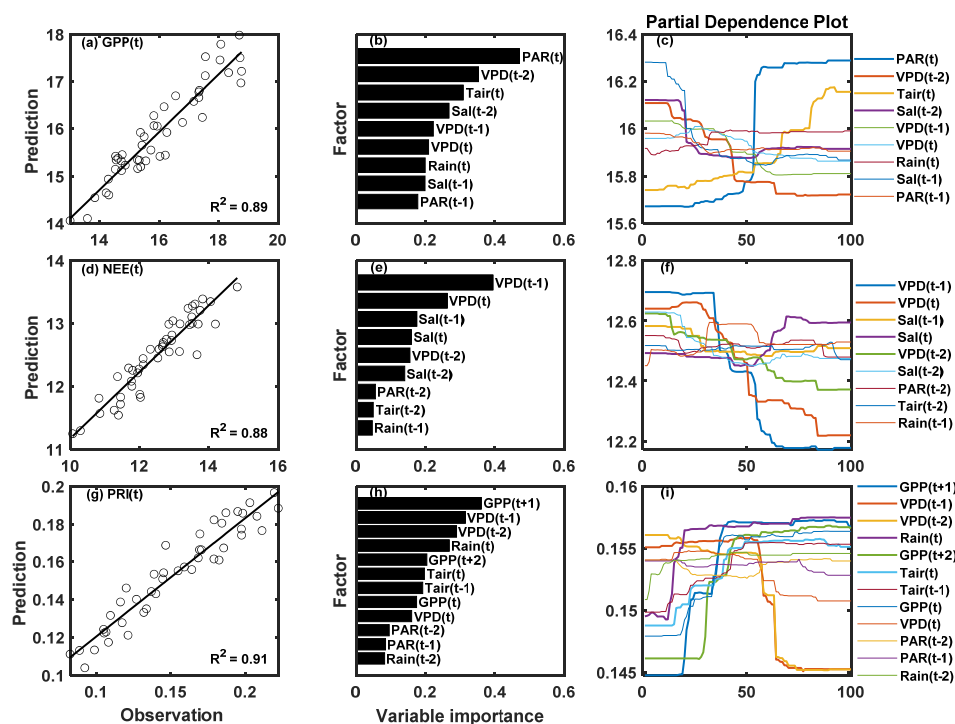 Partial Dependence Plot
(a) GPP(t)
18
17
16
15
14
Prediction
R² = 0.89
14
16
18
20
(b)
Factor
PAR(t)
VPD(t-2)
Tair(t)
Sal(t-2)
VPD(t-1)
VPD(t)
Rain(t)
Sal(t-1)
PAR(t-1)
0
0.2
0.4
0.6
(c)
16.4
16.2
16
15.8
15.6
0
50
100
PAR(t)
VPD(t-2)
Tair(t)
Sal(t-2)
VPD(t-1)
VPD(t)
Rain(t)
Sal(t-1)
PAR(t-1)
(d) NEE(t)
14
13
12
11
Prediction
R² = 0.88
10
12
14
16
(e)
Factor
VPD(t-1)
VPD(t)
Sal(t-1)
Sal(t)
VPD(t-2)
Sal(t-2)
PAR(t-2)
Tair(t-2)
Rain(t-1)
0
0.2
0.4
0.6
(f)
12.8
12.6
12.4
12.2
0
50
100
VPD(t-1)
VPD(t)
Sal(t-1)
Sal(t)
VPD(t-2)
Sal(t-2)
PAR(t-2)
Tair(t-2)
Rain(t-1)
(g) PRI(t)
0.2
0.18
0.16
0.14
0.12
0.1
Prediction
R² = 0.91
0.1
0.15
0.2
Observation
(h)
Factor
GPP(t+1)
VPD(t-1)
VPD(t-2)
Rain(t)
GPP(t+2)
Tair(t)
Tair(t-1)
GPP(t)
VPD(t)
PAR(t-2)
PAR(t-1)
Rain(t-2)
0
0.2
0.4
0.6
Variable importance
(i)
0.16
0.155
0.15
0.145
0
50
100
GPP(t+1)
VPD(t-1)
VPD(t-2)
Rain(t)
GPP(t+2)
Tair(t)
Tair(t-1)
GPP(t)
VPD(t)
PAR(t-2)
PAR(t-1)
Rain(t-2)